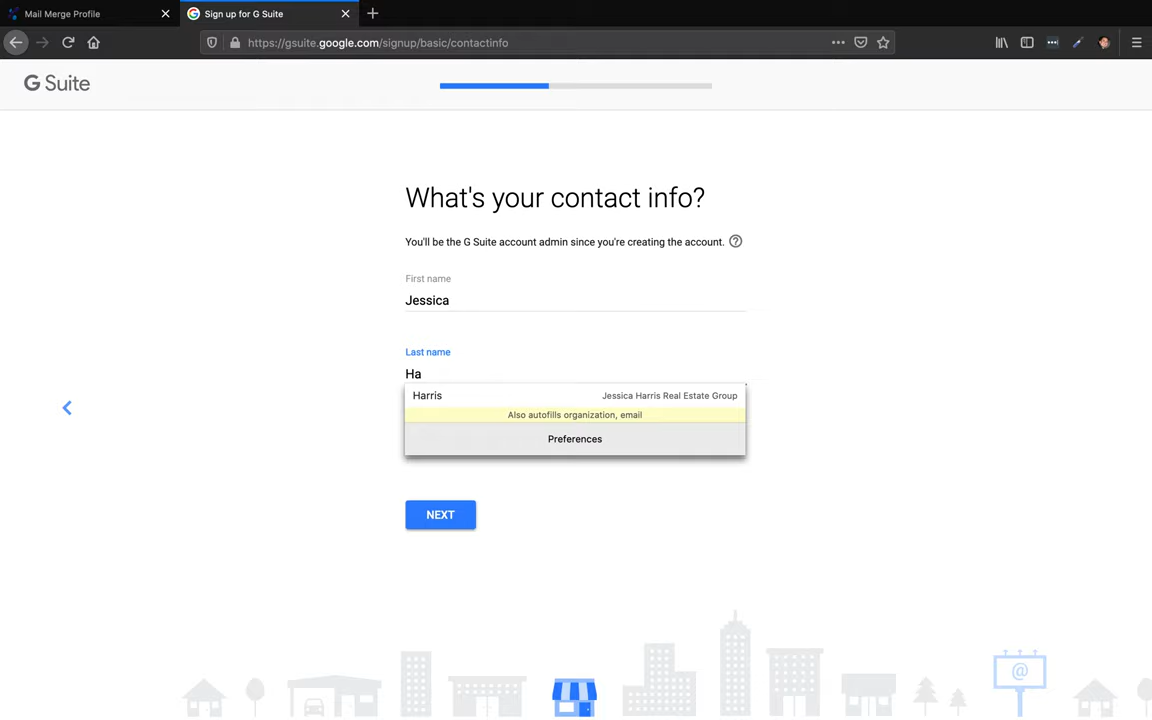 Mail Merge Profile
Sign up for G Suite
https://gsuite.google.com/signup/basic/contactinfo
G Suite
What's your contact info?
You'll be the G Suite account admin since you're creating the account.
First name
Jessica
Last name
Ha
Harris Jessica Harris Real Estate Group
Also autofills organization, email
Preferences
NEXT
@